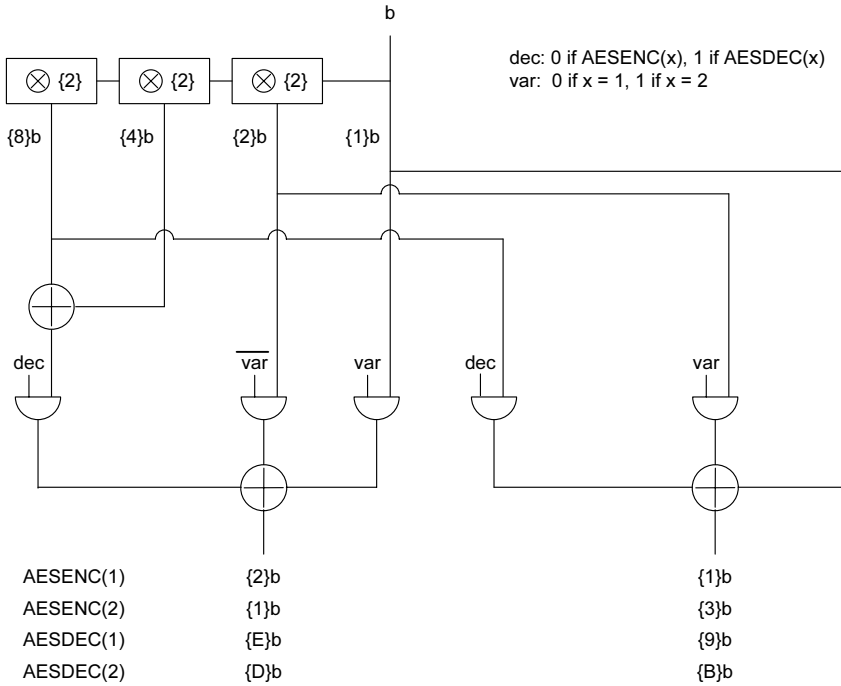 b
dec: 0 if AESENC(x), 1 if AESDEC(x)
var: 0 if x = 1, 1 if x = 2
⊗ {2} ⊗ {2} ⊗ {2}
{8}b {4}b {2}b {1}b
dec var var dec var
AESENC(1) {2}b {1}b
AESENC(2) {1}b {3}b
AESDEC(1) {E}b {9}b
AESDEC(2) {D}b {B}b